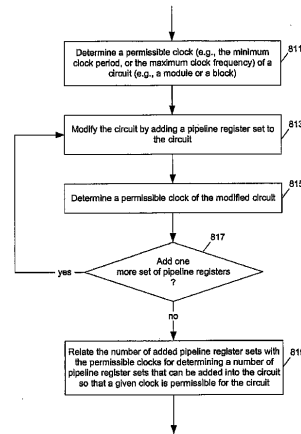 Determine a permissible clock (e.g., the minimum
clock period, or the maximum clock frequency) of a
circuit (e.g., a module or a block)
811
Modify the circuit by adding a pipeline register set to
the circuit
813
Determine a permissible clock of the modified circuit
815
817
Add one
more set of pipeline registers
?
yes
no
Relate the number of added pipeline register sets with
the permissible clocks for determining a number of
pipeline register sets that can be added into the circuit
so that a given clock is permissible for the circuit